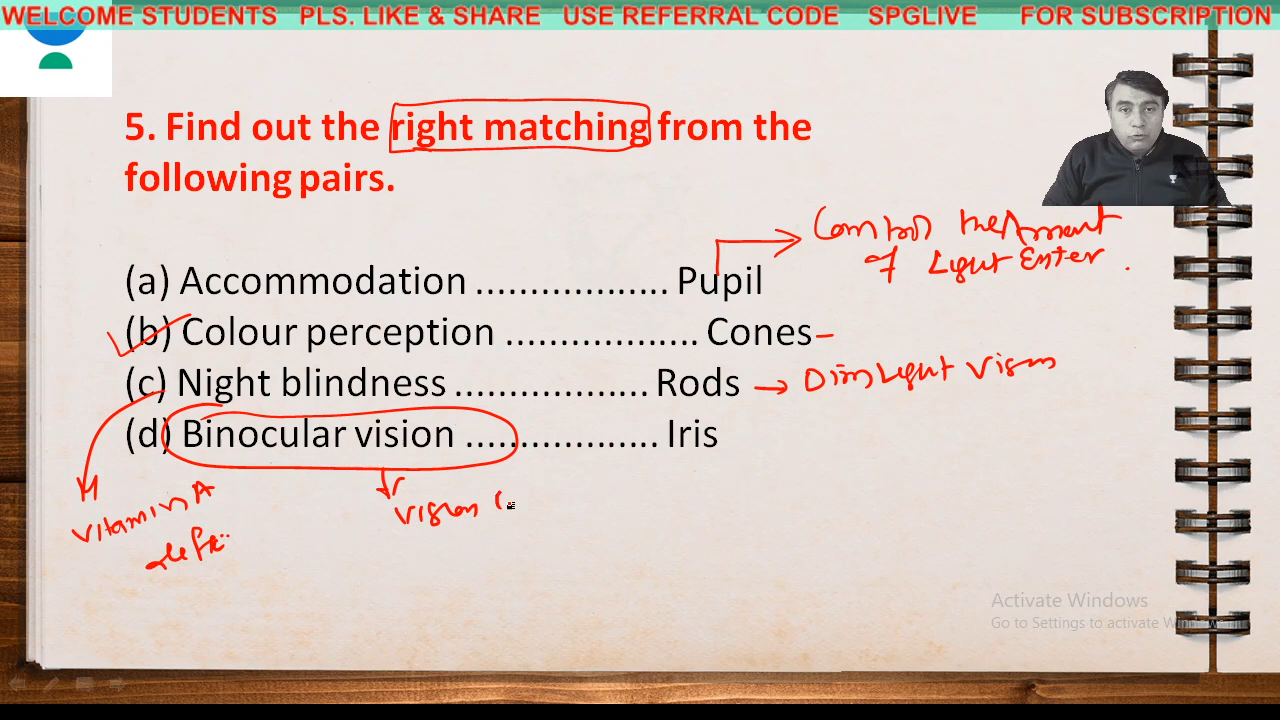 WELCOME STUDENTS PLS. LIKE & SHARE USE REFERRAL CODE SPGLIVE FOR SUBSCRIPTION
5. Find out the right matching from the
following pairs.
Control the Amount
of Light Enter.
(a) Accommodation .................. Pupil
(b) Colour perception .................. Cones –
(c) Night blindness .................. Rods → Dim Light Vision
(d) Binocular vision .................. Iris
Vitamin A
defi..
Vision (
Activate Windows
Go to Settings to activate Windows.